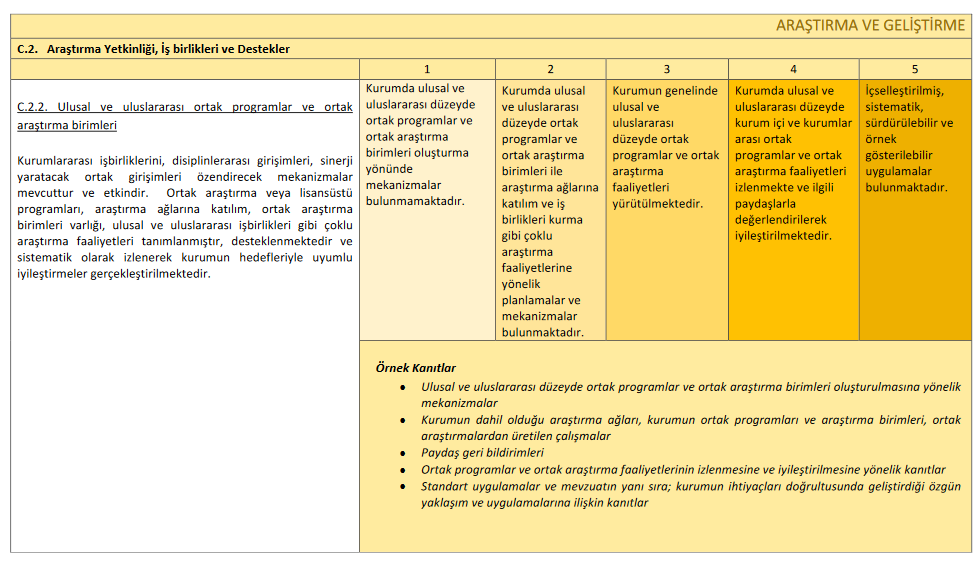 ARAŞTIRMA VE GELİŞTİRME
C.2. Araştırma Yetkinliği, İş birlikleri ve Destekler
1
2
3
4
5
C.2.2. Ulusal ve uluslararası ortak programlar ve ortak
araştırma birimleri
Kurumlararası işbirliklerini, disiplinlerarası girişimleri, sinerji
yaratacak ortak girişimleri özendirecek mekanizmalar
mevcuttur ve etkindir. Ortak araştırma veya lisansüstü
programları, araştırma ağlarına katılım, ortak araştırma
birimleri varlığı, ulusal ve uluslararası işbirlikleri gibi çoklu
araştırma faaliyetleri tanımlanmıştır, desteklenmektedir ve
sistematik olarak izlenerek kurumun hedefleriyle uyumlu
iyileştirmeler gerçekleştirilmektedir.
Kurumda ulusal ve
uluslararası düzeyde
ortak programlar ve
ortak araştırma
birimleri oluşturma
yönünde
mekanizmalar
bulunmamaktadır.
Kurumda ulusal
ve uluslararası
düzeyde ortak
programlar ve
ortak araştırma
birimleri ile
araştırma ağlarına
katılım ve iş
birlikleri kurma
gibi çoklu
araştırma
faaliyetlerine
yönelik
planlamalar ve
mekanizmalar
bulunmaktadır.
Kurumun genelinde
ulusal ve
uluslararası
düzeyde ortak
programlar ve ortak
araştırma
faaliyetleri
yürütülmektedir.
Kurumda ulusal ve
uluslararası düzeyde
kurum içi ve kurumlar
arası ortak
programlar ve ortak
araştırma faaliyetleri
izlenmekte ve ilgili
paydaşlarla
değerlendirilerek
iyileştirilmektedir.
İçselleştirilmiş,
sistematik,
sürdürülebilir ve
örnek
gösterilebilir
uygulamalar
bulunmaktadır.
Örnek Kanıtlar
• Ulusal ve uluslararası düzeyde ortak programlar ve ortak araştırma birimleri oluşturulmasına yönelik
mekanizmalar
• Kurumun dahil olduğu araştırma ağları, kurumun ortak programları ve araştırma birimleri, ortak
araştırmalardan üretilen çalışmalar
• Paydaş geri bildirimleri
• Ortak programlar ve ortak araştırma faaliyetlerinin izlenmesine ve iyileştirilmesine yönelik kanıtlar
• Standart uygulamalar ve mevzuatın yanı sıra; kurumun ihtiyaçları doğrultusunda geliştirdiği özgün
yaklaşım ve uygulamalarına ilişkin kanıtlar